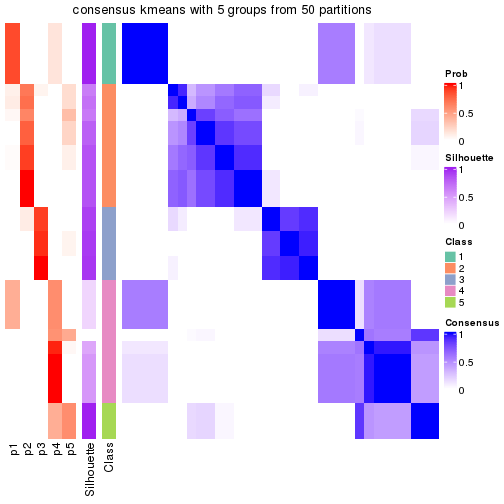 consensus kmeans with 5 groups from 50 partitions
Prob
1
0.5
0
Silhouette
1
0.5
0
Class
1
2
3
4
5
Consensus
1
0.5
0
p1
p2
p3
p4
p5
Silhouette
Class